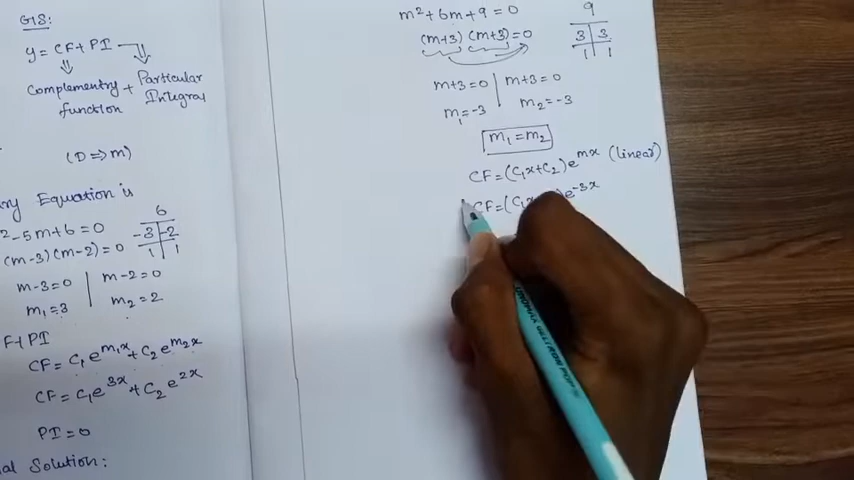 G.S:
y = CF + PI
Complementry + Particular
function Integral
(D ⇒ m)
ry Equation is
²-5m+6=0 6
(m-3)(m-2)=0 -3 -2
1 1
m-3=0 m-2=0
m₁=3 m₂=2
F+PI
CF = C₁e^m₁x + C₂e^m₂x
CF = C₁e^3x + C₂e^2x
PI=0
al Solution:
m²+6m+9=0 9
(m+3)(m+3)=0 3 3
1 1
m+3=0 m+3=0
m₁=-3 m₂=-3
m₁=m₂
CF=(C₁x+C₂)e^mx (linear)
CF=(C₁x )e^-3x